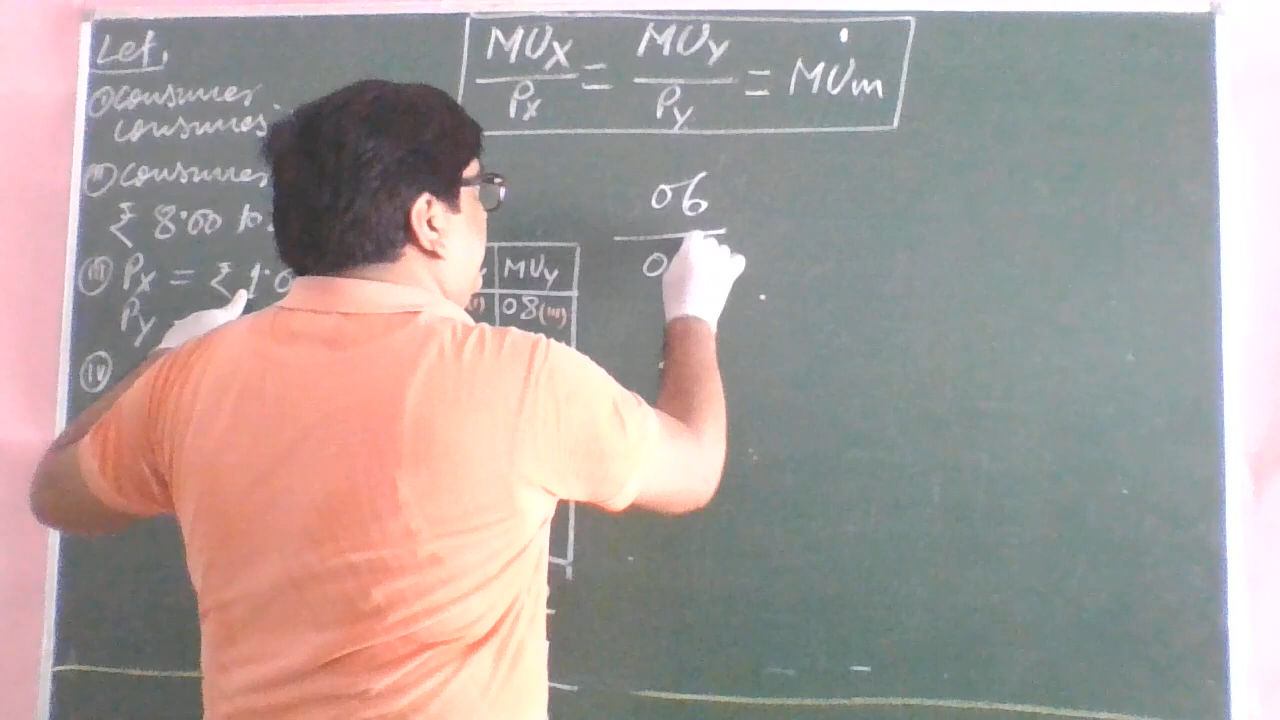 Let,
(i) Consumer
consumes
(ii) Consumer
₹ 8.00 to
(iii) Px = ₹ 1.0
Py
(iv)
MUx/Px = MUy/Py = MUm
MUy
08(iii)
06
0